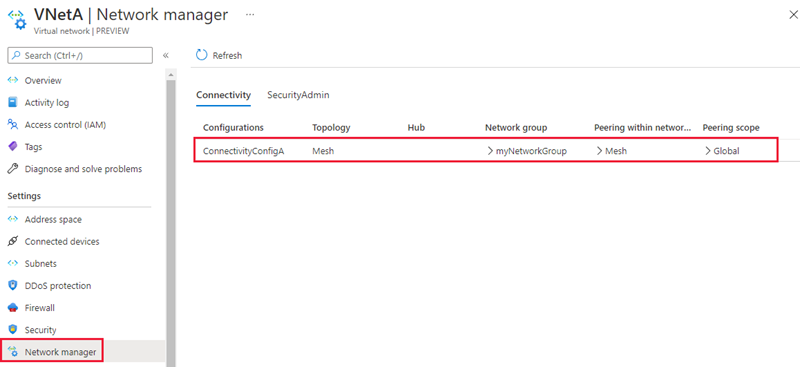 VNetA | Network manager ...
Virtual network | PREVIEW
Search (Ctrl+/)
«
Overview
Activity log
Access control (IAM)
Tags
Diagnose and solve problems
Settings
Address space
Connected devices
Subnets
DDoS protection
Firewall
Security
Network manager
Refresh
Connectivity SecurityAdmin
Configurations Topology Hub Network group Peering within networ... Peering scope
ConnectivityConfigA Mesh > myNetworkGroup > Mesh > Global